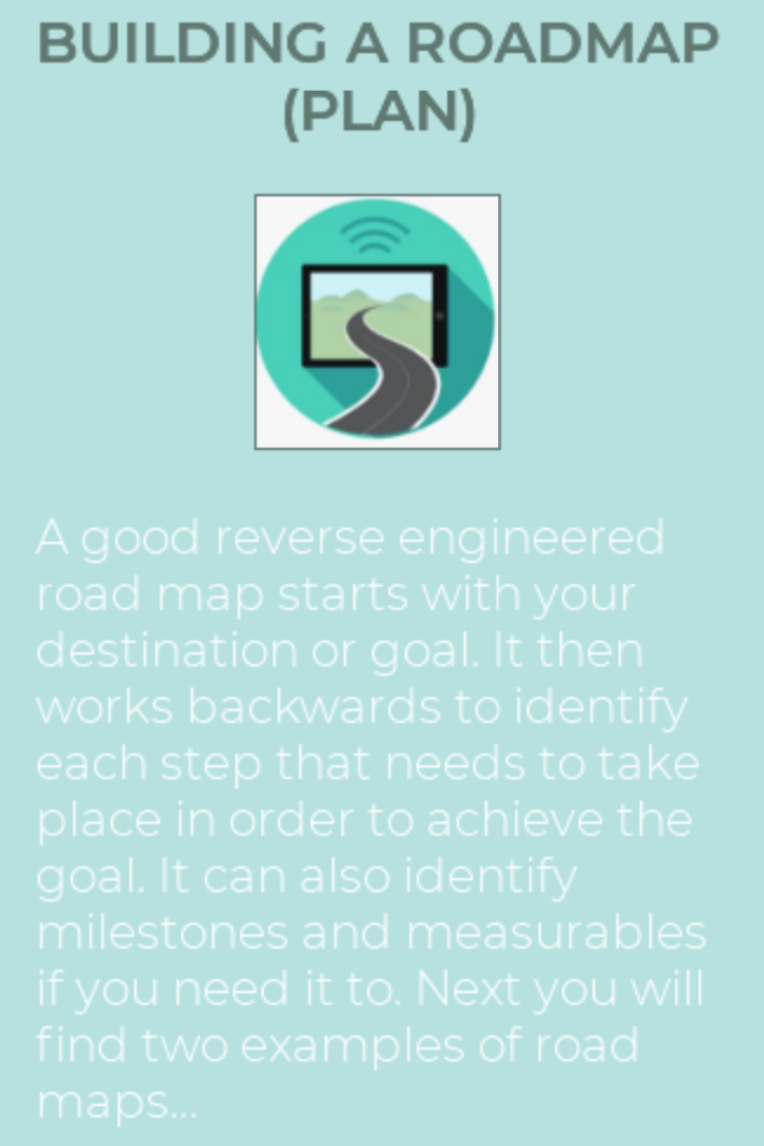 BUILDING A ROADMAP
(PLAN)
A good reverse engineered
road map starts with your
destination or goal. It then
works backwards to identify
each step that needs to take
place in order to achieve the
goal. It can also identify
milestones and measurables
if you need it to. Next you will
find two examples of road
maps...